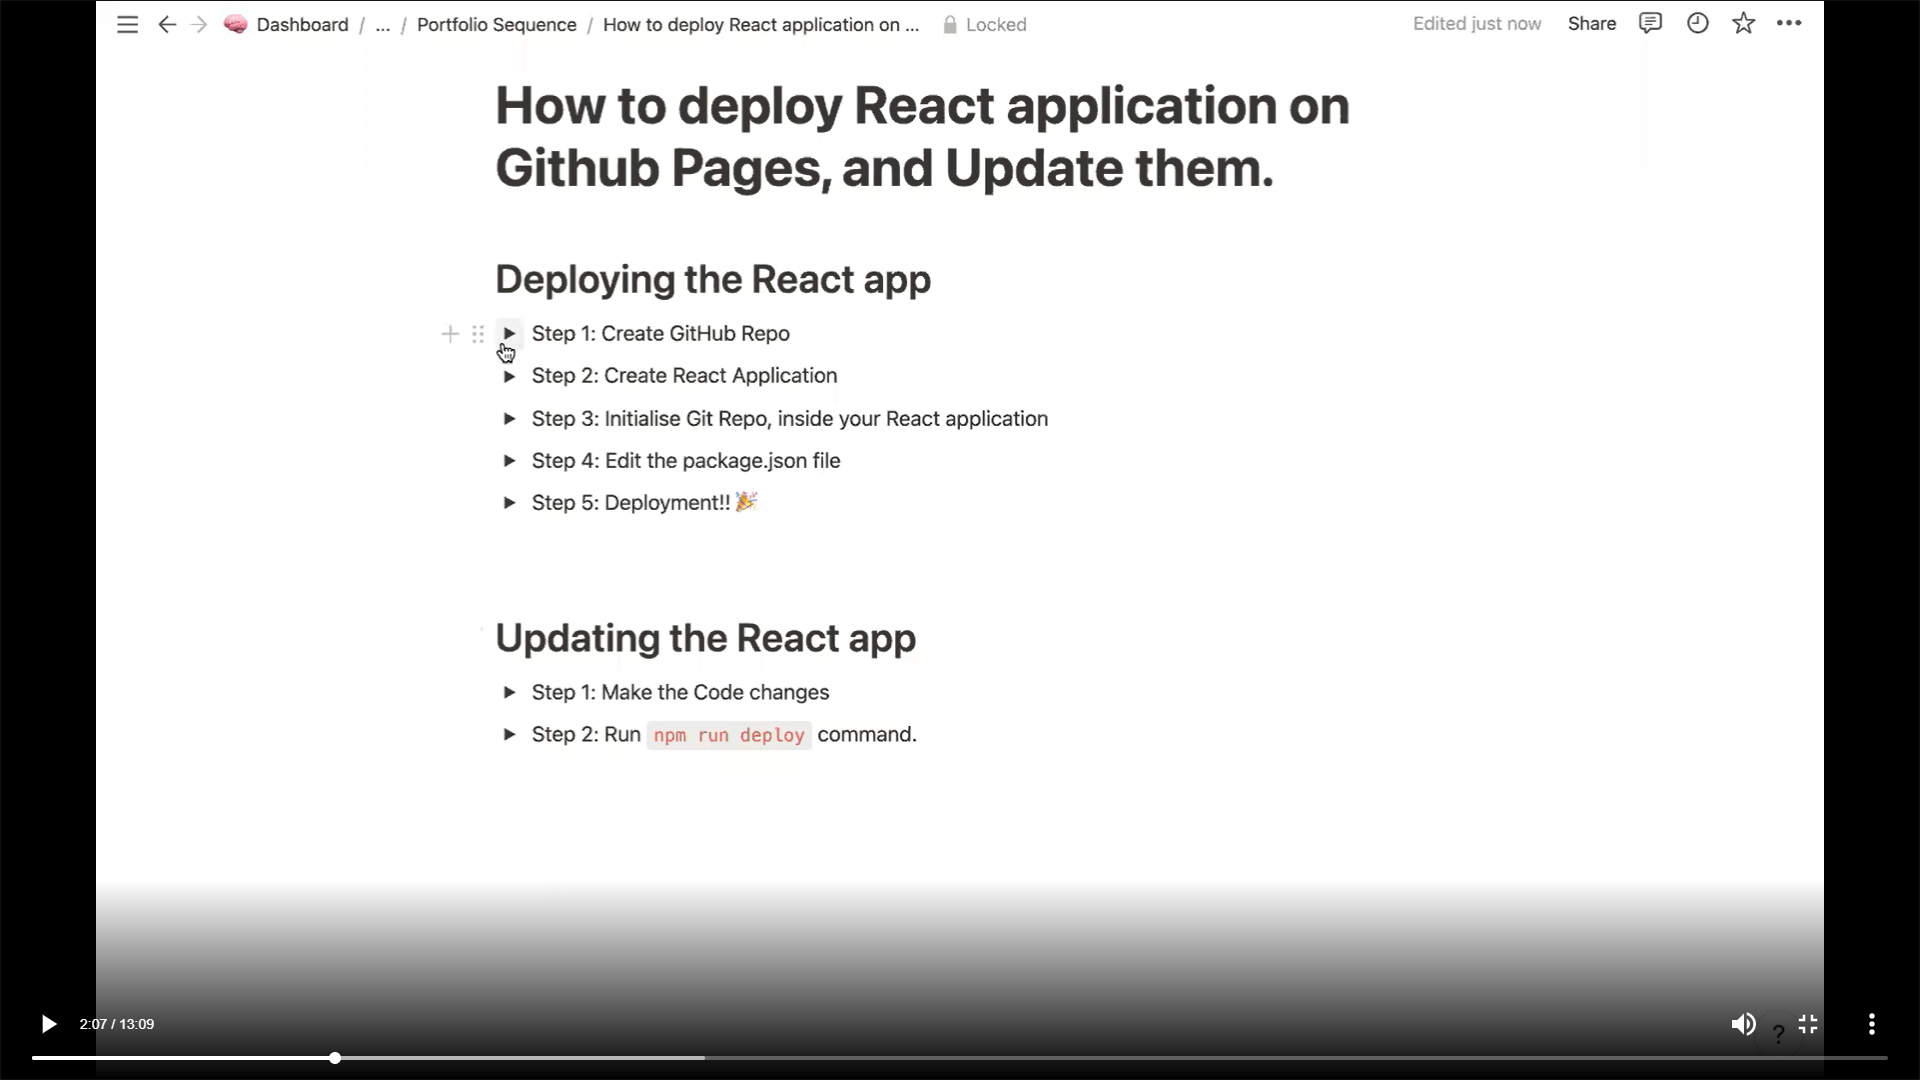 Dashboard / ... / Portfolio Sequence / How to deploy React application on ... Locked
Edited just now Share
How to deploy React application on
Github Pages, and Update them.
Deploying the React app
Step 1: Create GitHub Repo
Step 2: Create React Application
Step 3: Initialise Git Repo, inside your React application
Step 4: Edit the package.json file
Step 5: Deployment!! 🎉
Updating the React app
Step 1: Make the Code changes
Step 2: Run npm run deploy command.
2:07 / 13:09
?